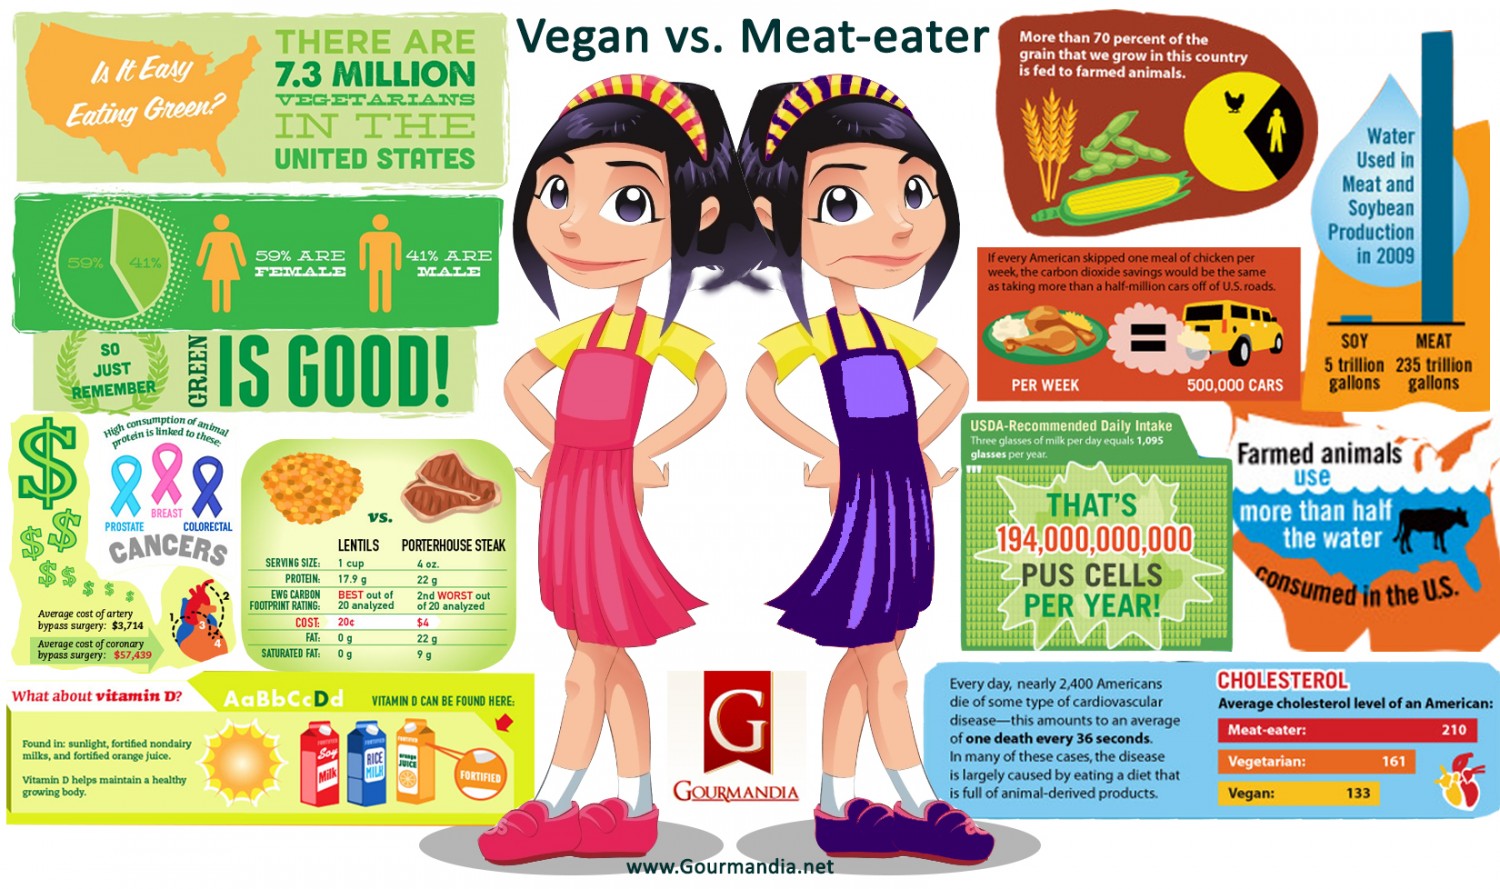 Vegan vs. Meat-eater
Is It Easy
Eating Green?
THERE ARE
7.3 MILLION
VEGETARIANS
IN THE
UNITED STATES
59%
41%
59% ARE
FEMALE
41% ARE
MALE
SO
JUST
REMEMBER
GREEN
IS GOOD!
High consumption of animal
protein is linked to these:
PROSTATE
BREAST
COLORECTAL
CANCERS
Average cost of artery
bypass surgery: $3,714
Average cost of coronary
bypass surgery: $57,439
2
3
4
vs.
LENTILS PORTERHOUSE STEAK
SERVING SIZE: 1 cup 4 oz.
PROTEIN: 17.9 g 22 g
EWG CARBON BEST out of 2nd WORST out
FOOTPRINT RATING: 20 analyzed of 20 analyzed
COST: 20¢ $4
FAT: 0 g 22 g
SATURATED FAT: 0 g 9 g
What about vitamin D?
AaBbCcDd
VITAMIN D CAN BE FOUND HERE:
Found in: sunlight, fortified nondairy
milks, and fortified orange juice.
Vitamin D helps maintain a healthy
growing body.
Soy
Milk
RICE
MILK
orange
JUICE
FORTIFIED
G
GOURMANDIA
www.Gourmandia.net
More than 70 percent of the
grain that we grow in this country
is fed to farmed animals.
Water
Used in
Meat and
Soybean
Production
in 2009
SOY MEAT
5 trillion 235 trillion
gallons gallons
If every American skipped one meal of chicken per
week, the carbon dioxide savings would be the same
as taking more than a half-million cars off of U.S. roads.
=
PER WEEK
500,000 CARS
USDA-Recommended Daily Intake
Three glasses of milk per day equals 1,095
glasses per year.
THAT'S
194,000,000,000
PUS CELLS
PER YEAR!
Farmed animals
use
more than half
the water
consumed in the U.S.
Every day, nearly 2,400 Americans
die of some type of cardiovascular
disease—this amounts to an average
of one death every 36 seconds.
In many of these cases, the disease
is largely caused by eating a diet that
is full of animal-derived products.
CHOLESTEROL
Average cholesterol level of an American:
Meat-eater: 210
Vegetarian: 161
Vegan: 133